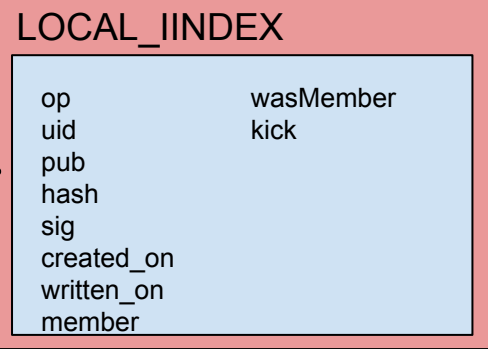 LOCAL_IINDEX
op
uid
pub
hash
sig
created_on
written_on
member
wasMember
kick